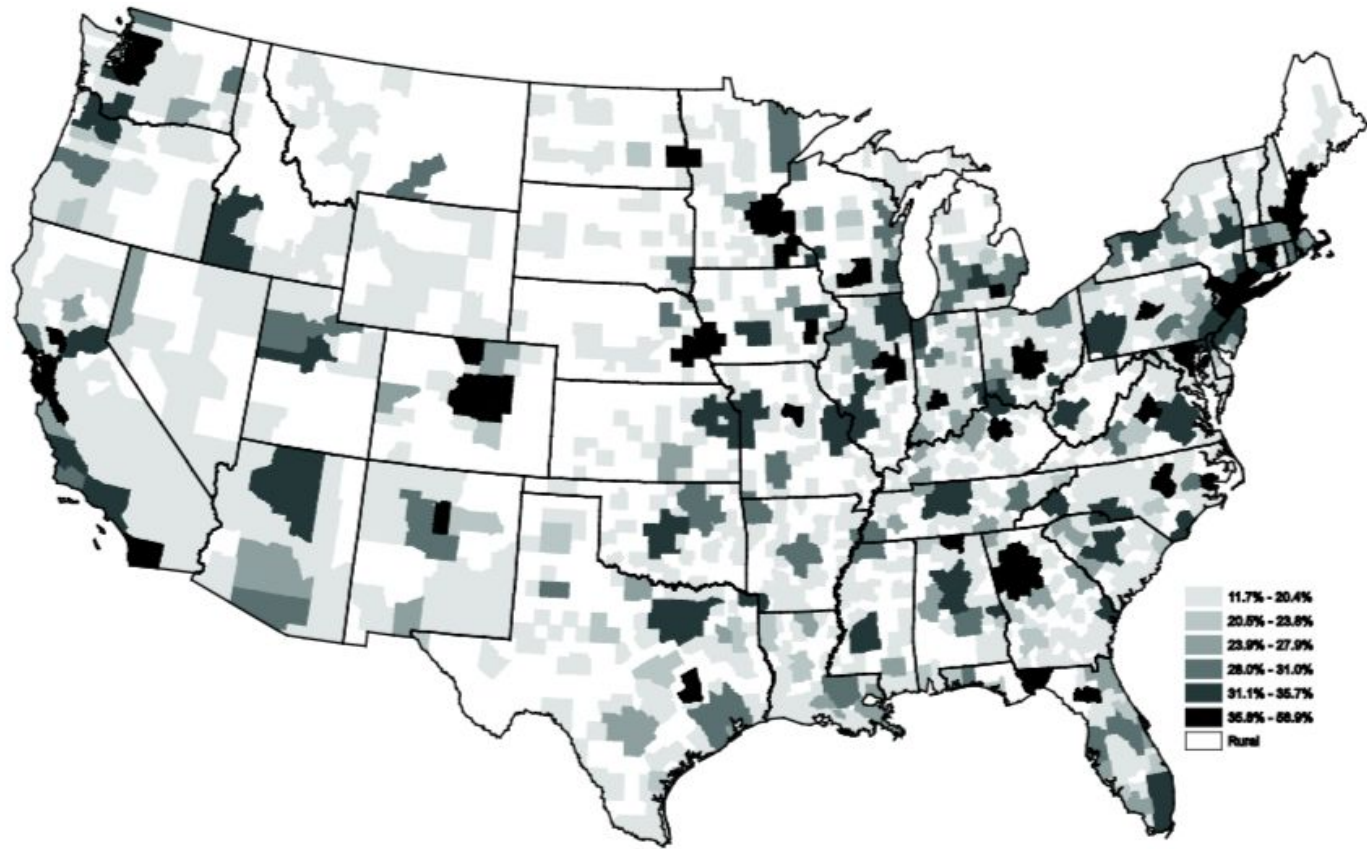 11.7% - 20.4%
20.5% - 23.8%
23.9% - 27.9%
28.0% - 31.0%
31.1% - 35.7%
35.8% - 58.9%
Rural